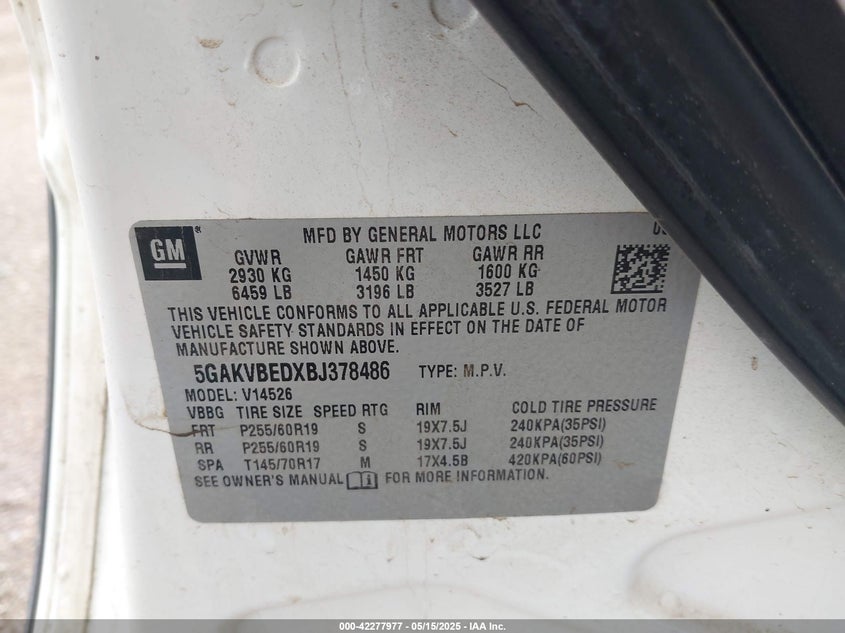 GM ® MFD BY GENERAL MOTORS LLC
GVWR GAWR FRT GAWR RR
2930 KG 1450 KG 1600 KG
6459 LB 3196 LB 3527 LB
THIS VEHICLE CONFORMS TO ALL APPLICABLE U.S. FEDERAL MOTOR
VEHICLE SAFETY STANDARDS IN EFFECT ON THE DATE OF
MANUFACTURE SHOWN ABOVE.
5GAKVBEDXBJ378486 TYPE: M.P.V.
MODEL: V14526
VBBG TIRE SIZE SPEED RTG RIM COLD TIRE PRESSURE
FRT P255/60R19 S 19X7.5J 240KPA(35PSI)
RR P255/60R19 S 19X7.5J 240KPA(35PSI)
SPA T145/70R17 M 17X4.5B 420KPA(60PSI)
SEE OWNER'S MANUAL FOR MORE INFORMATION.
000-42277977 - 05/15/2025 - IAA Inc.